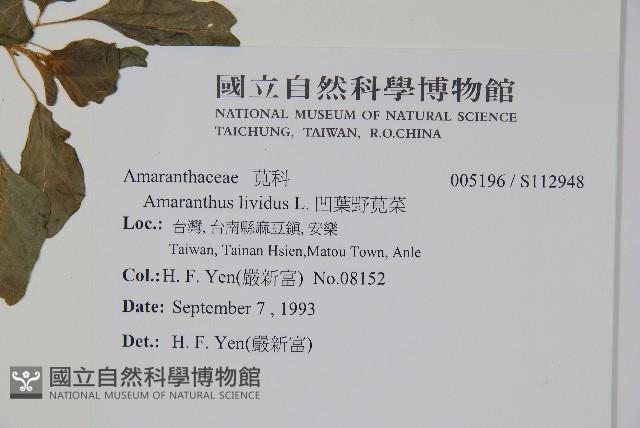 國立自然科學博物館
NATIONAL MUSEUM OF NATURAL SCIENCE
TAICHUNG, TAIWAN, R.O.CHINA
Amaranthaceae 莧科 005196 / S112948
Amaranthus lividus L. 凹葉野莧菜
Loc.: 台灣, 台南縣麻豆鎮, 安樂
Taiwan, Tainan Hsien,Matou Town, Anle
Col.: H. F. Yen(嚴新富) No.08152
Date: September 7 , 1993
Det.: H. F. Yen(嚴新富)
國立自然科學博物館
NATIONAL MUSEUM OF NATURAL SCIENCE